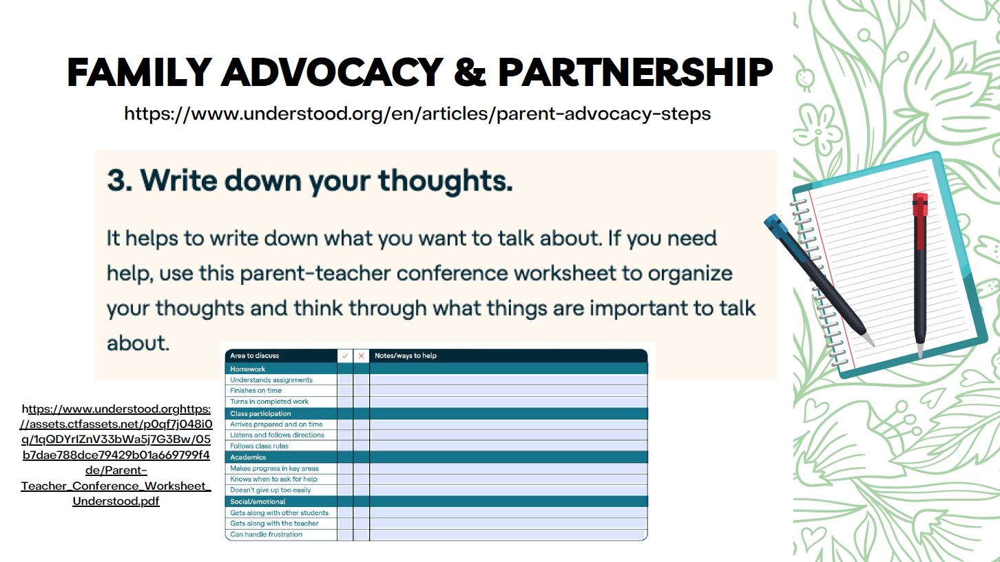 FAMILY ADVOCACY & PARTNERSHIP
https://www.understood.org/en/articles/parent-advocacy-steps
3. Write down your thoughts.
It helps to write down what you want to talk about. If you need
help, use this parent-teacher conference worksheet to organize
your thoughts and think through what things are important to talk
about.
Area to discuss ✓ ✗ Notes/ways to help
Homework
Understands assignments
Finishes on time
Turns in completed work
Class participation
Arrives prepared and on time
Listens and follows directions
Follows class rules
Academics
Makes progress in key areas
Knows when to ask for help
Doesn't give up too easily
Social/emotional
Gets along with other students
Gets along with the teacher
Can handle frustration
https://www.understood.orghttps:
//assets.ctfassets.net/p0qf7j048i0
q/1qQDYrIZnV33bWa5j7G3Bw/05
b7dae788dce79429b01a669799f4
de/Parent-
Teacher_Conference_Worksheet_
Understood.pdf